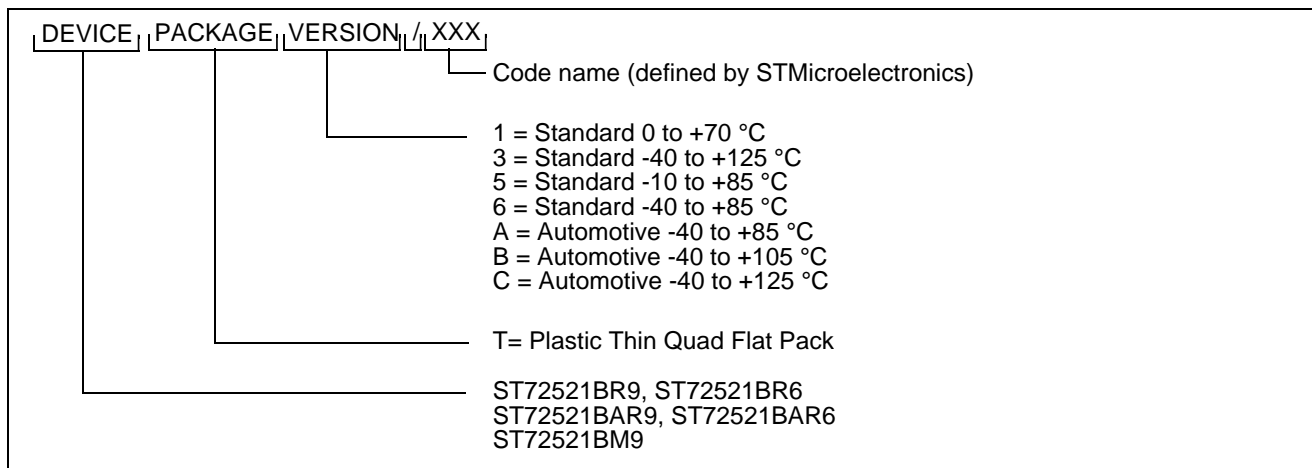 DEVICE PACKAGE VERSION / XXX
Code name (defined by STMicroelectronics)
1 = Standard 0 to +70 °C
3 = Standard -40 to +125 °C
5 = Standard -10 to +85 °C
6 = Standard -40 to +85 °C
A = Automotive -40 to +85 °C
B = Automotive -40 to +105 °C
C = Automotive -40 to +125 °C
T= Plastic Thin Quad Flat Pack
ST72521BR9, ST72521BR6
ST72521BAR9, ST72521BAR6
ST72521BM9